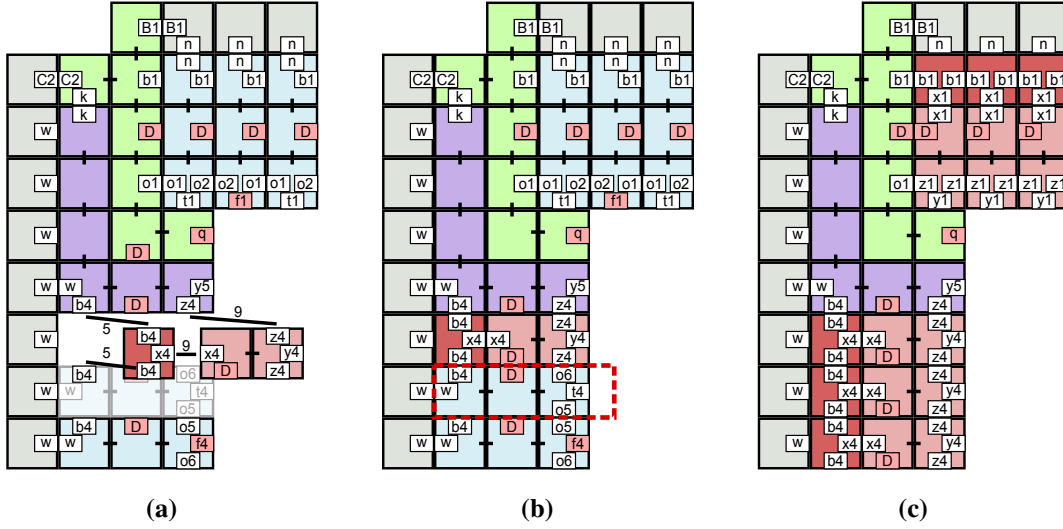 B1 B1 n n n B1 B1 n n n B1 B1 n n n
C2 C2 k b1 n b1 n b1 n b1 C2 C2 k b1 n b1 n b1 n b1 C2 C2 k b1 b1 b1 x1 b1 b1 x1 b1 b1 x1
w k D D D D w k D D D D w k D D x1 D x1 D x1
w o1 o1 o2 t1 o2 o1 f1 o1 o2 t1 w o1 o1 o2 t1 o2 o1 f1 o1 o2 t1 w o1 z1 z1 y1 z1 z1 y1 z1 z1 y1
w D q w q w q
w w b4 D z4 y5 w w b4 D z4 y5 w w b4 D z4 y5
5 9
w b4 x4 b4 9 x4 D z4 y4 z4 w b4 x4 b4 x4 D z4 y4 z4 w b4 x4 b4 x4 D z4 y4 z4
5
w b4 w D o6 t4 o5 w b4 w D o6 t4 o5 w b4 x4 b4 x4 D z4 y4 z4
w w b4 D o5 f4 o6 w w b4 D o5 f4 o6 w b4 x4 b4 x4 D z4 y4 z4
(a) (b) (c)